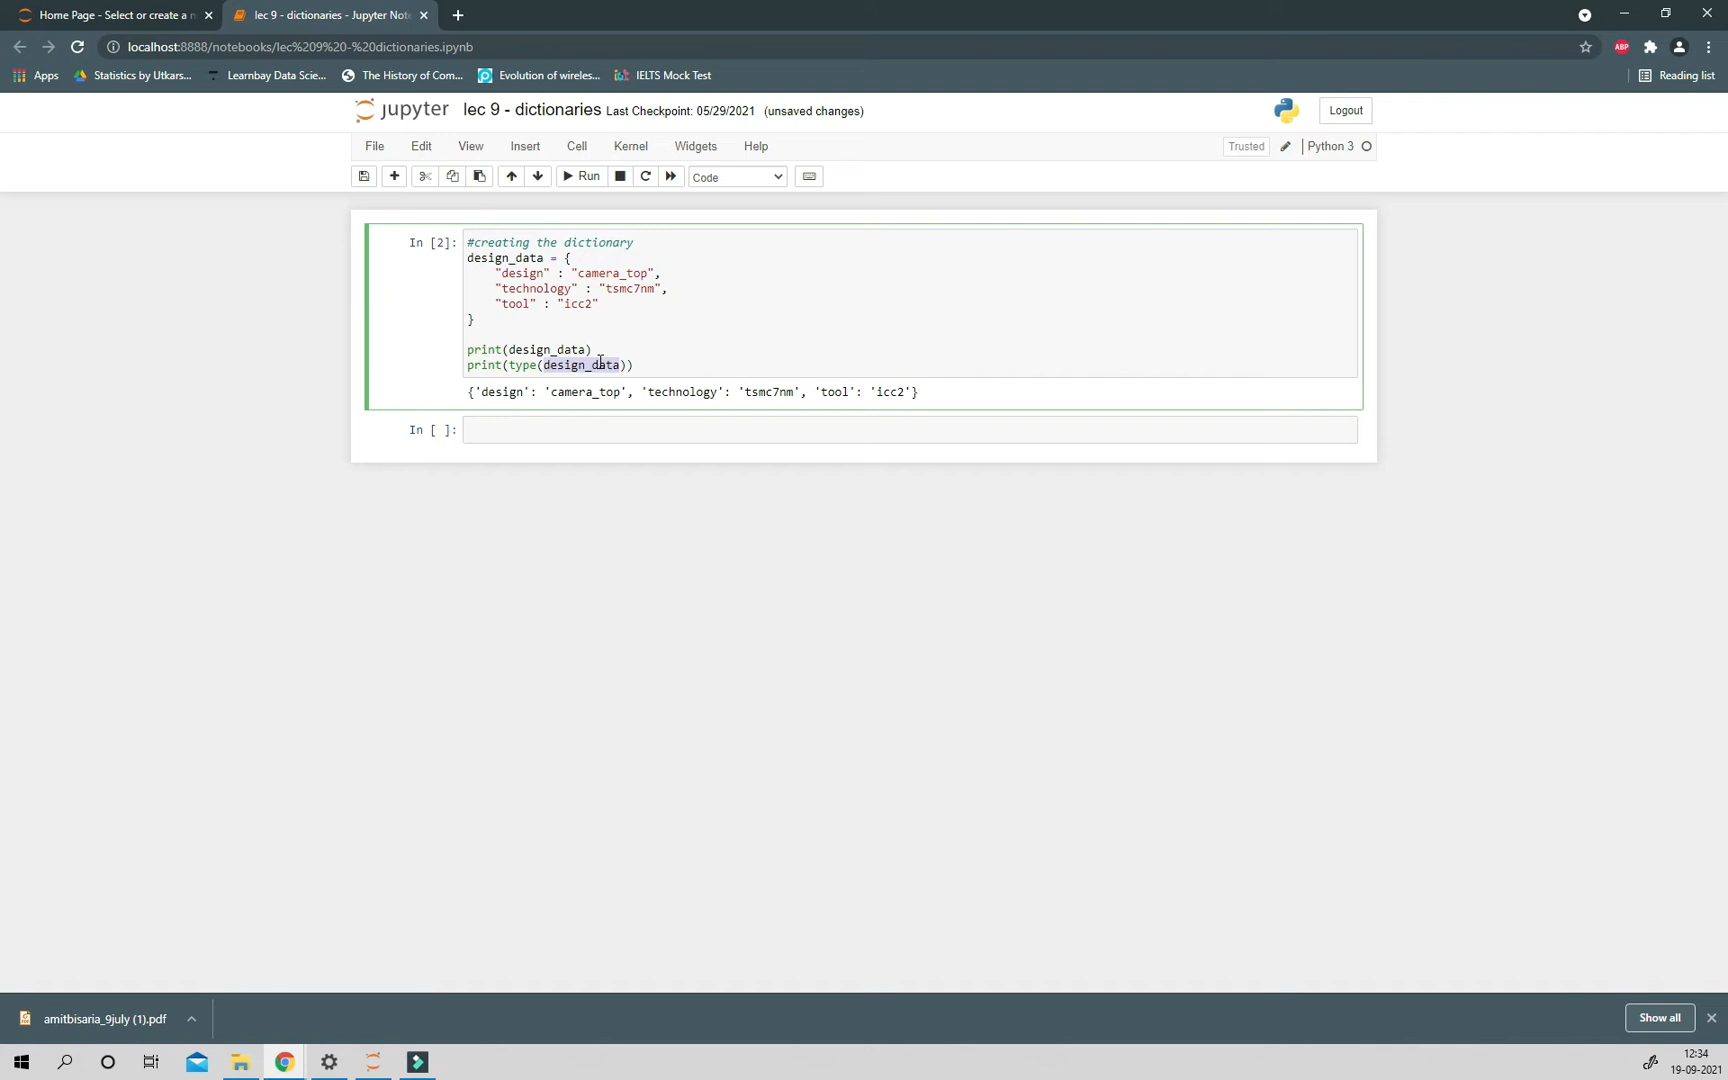 Home Page - Select or create a n
lec 9 - dictionaries - Jupyter Not
localhost:8888/notebooks/lec%209%20-%20dictionaries.ipynb
ABP
Apps
Statistics by Utkars...
Learnbay Data Scie...
The History of Com...
Evolution of wireles...
IELTS Mock Test
Reading list
jupyter
lec 9 - dictionaries Last Checkpoint: 05/29/2021 (unsaved changes)
Logout
File Edit View Insert Cell Kernel Widgets Help
Trusted
Python 3
Run
Code
In [2]:
#creating the dictionary
design_data = {
"design" : "camera_top",
"technology" : "tsmc7nm",
"tool" : "icc2"
}
print(design_data)
print(type(design_data))
{'design': 'camera_top', 'technology': 'tsmc7nm', 'tool': 'icc2'}
In [ ]:
amitbisaria_9july (1).pdf
Show all
12:34
19-09-2021